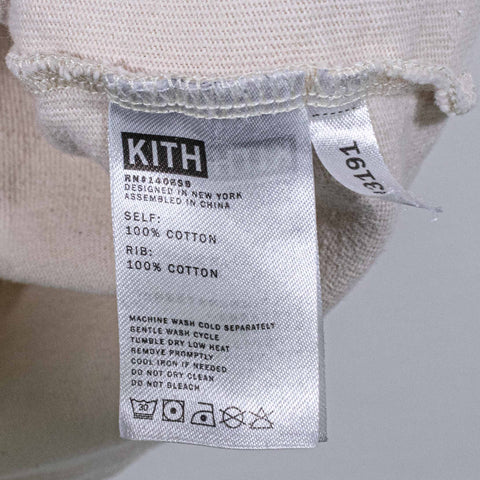 KITH
RN#140659
DESIGNED IN NEW YORK
ASSEMBLED IN CHINA
SELF:
100% COTTON
RIB:
100% COTTON
MACHINE WASH COLD SEPARATELY
GENTLE WASH CYCLE
TUMBLE DRY LOW HEAT
REMOVE PROMPTLY
COOL IRON IF NEEDED
DO NOT DRY CLEAN
DO NOT BLEACH
30
3191